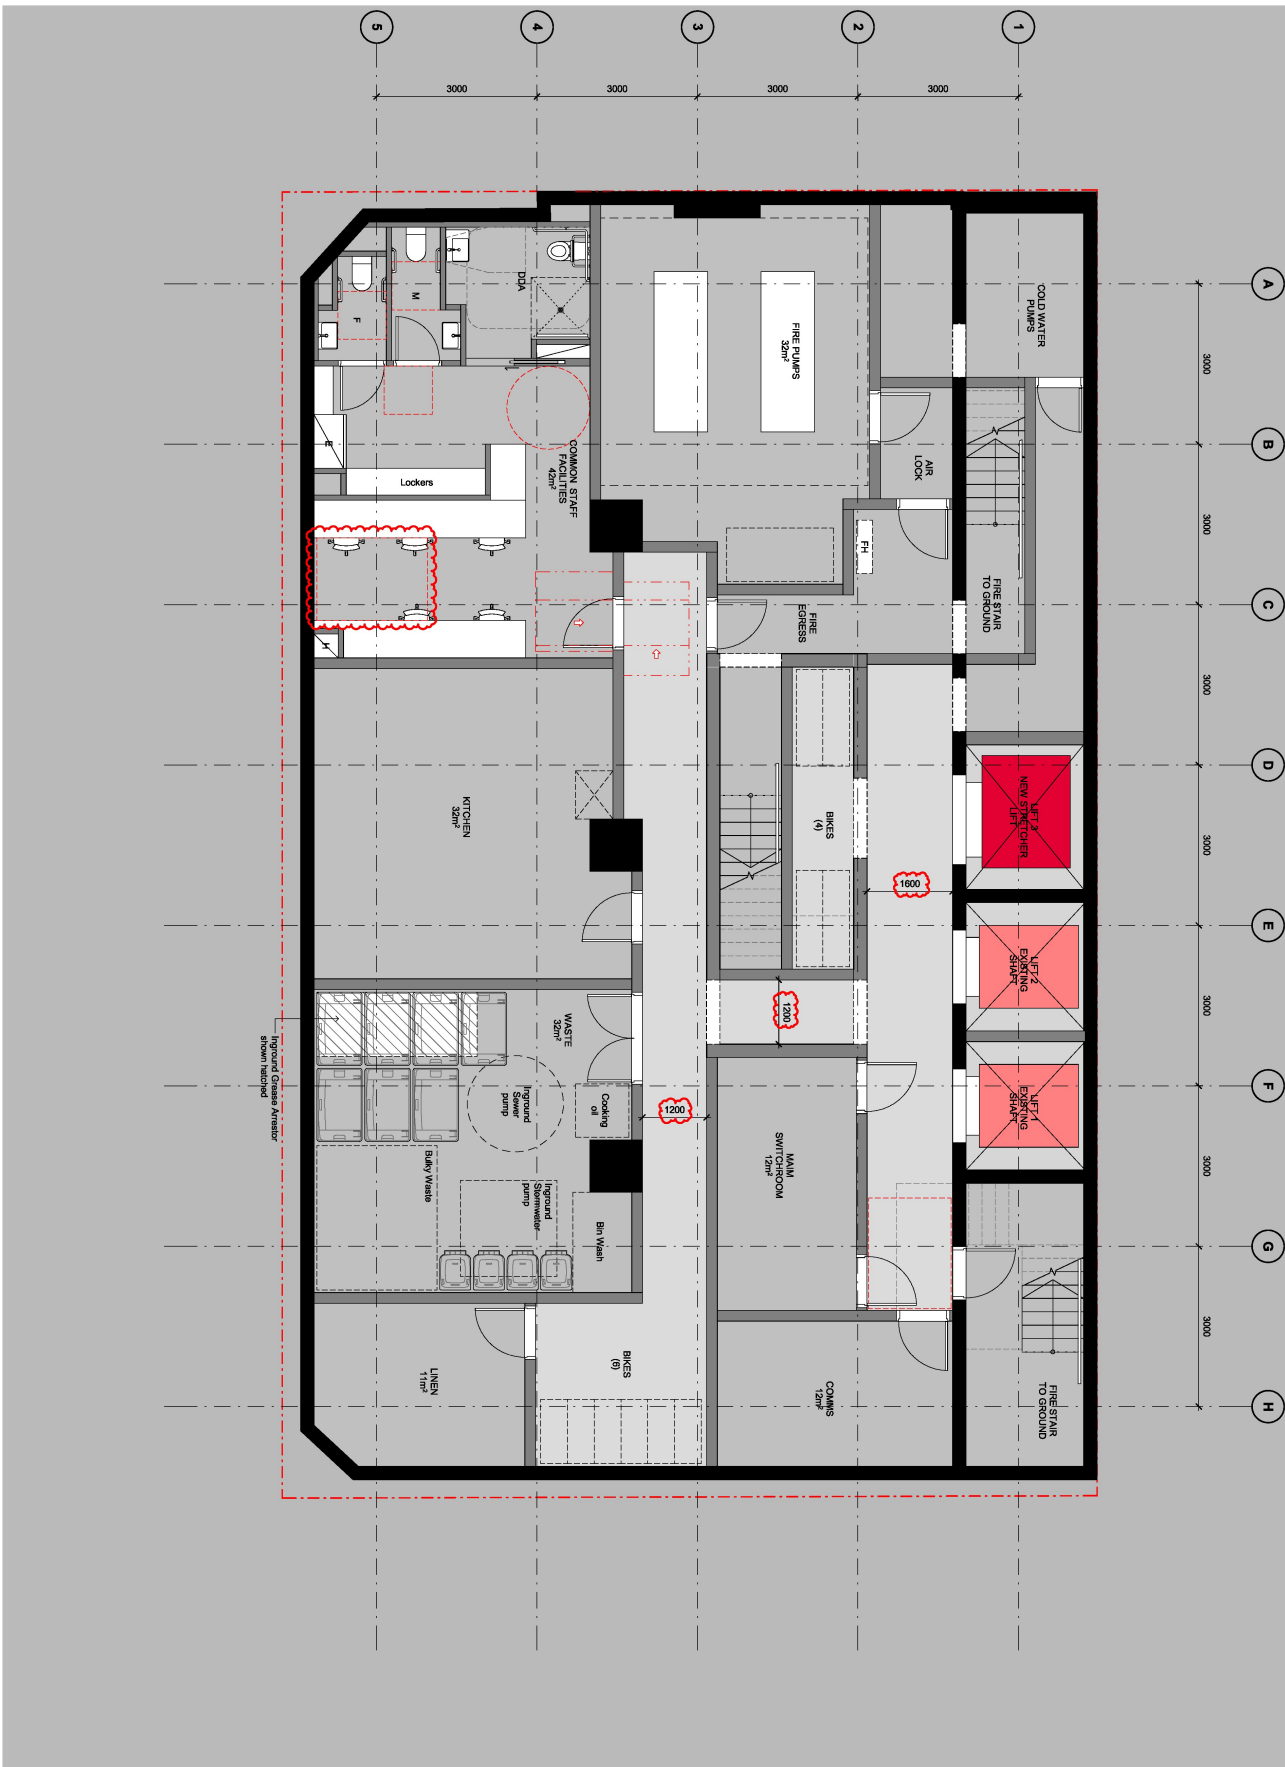 5
4
3
2
1
3000
3000
3000
3000
A
B
C
D
E
F
G
H
3000
3000
3000
3000
3000
3000
3000
COLD WATER
PUMPS
FIRE PUMPS
32m²
DDA
M
F
E
Lockers
COMMON STAFF
FACILITIES
42m²
AIR
LOCK
FH
FIRE STAIR
TO GROUND
FIRE
EGRESS
H
KITCHEN
32m²
BIKES
(4)
LIFT 3
NEW STRETCHER
LIFT
1600
LIFT 2
EXISTING
SHAFT
1200
LIFT 1
EXISTING
SHAFT
WASTE
32m²
Inground Grease Arrestor
shown hatched
Inground
Sewer
pump
Cooking
oil
1200
Bulky Waste
Inground
Stormwater
pump
Bin Wash
MAIM
SWITCHROOM
12m²
LINEN
11m²
BIKES
(6)
COMMS
12m²
FIRE STAIR
TO GROUND